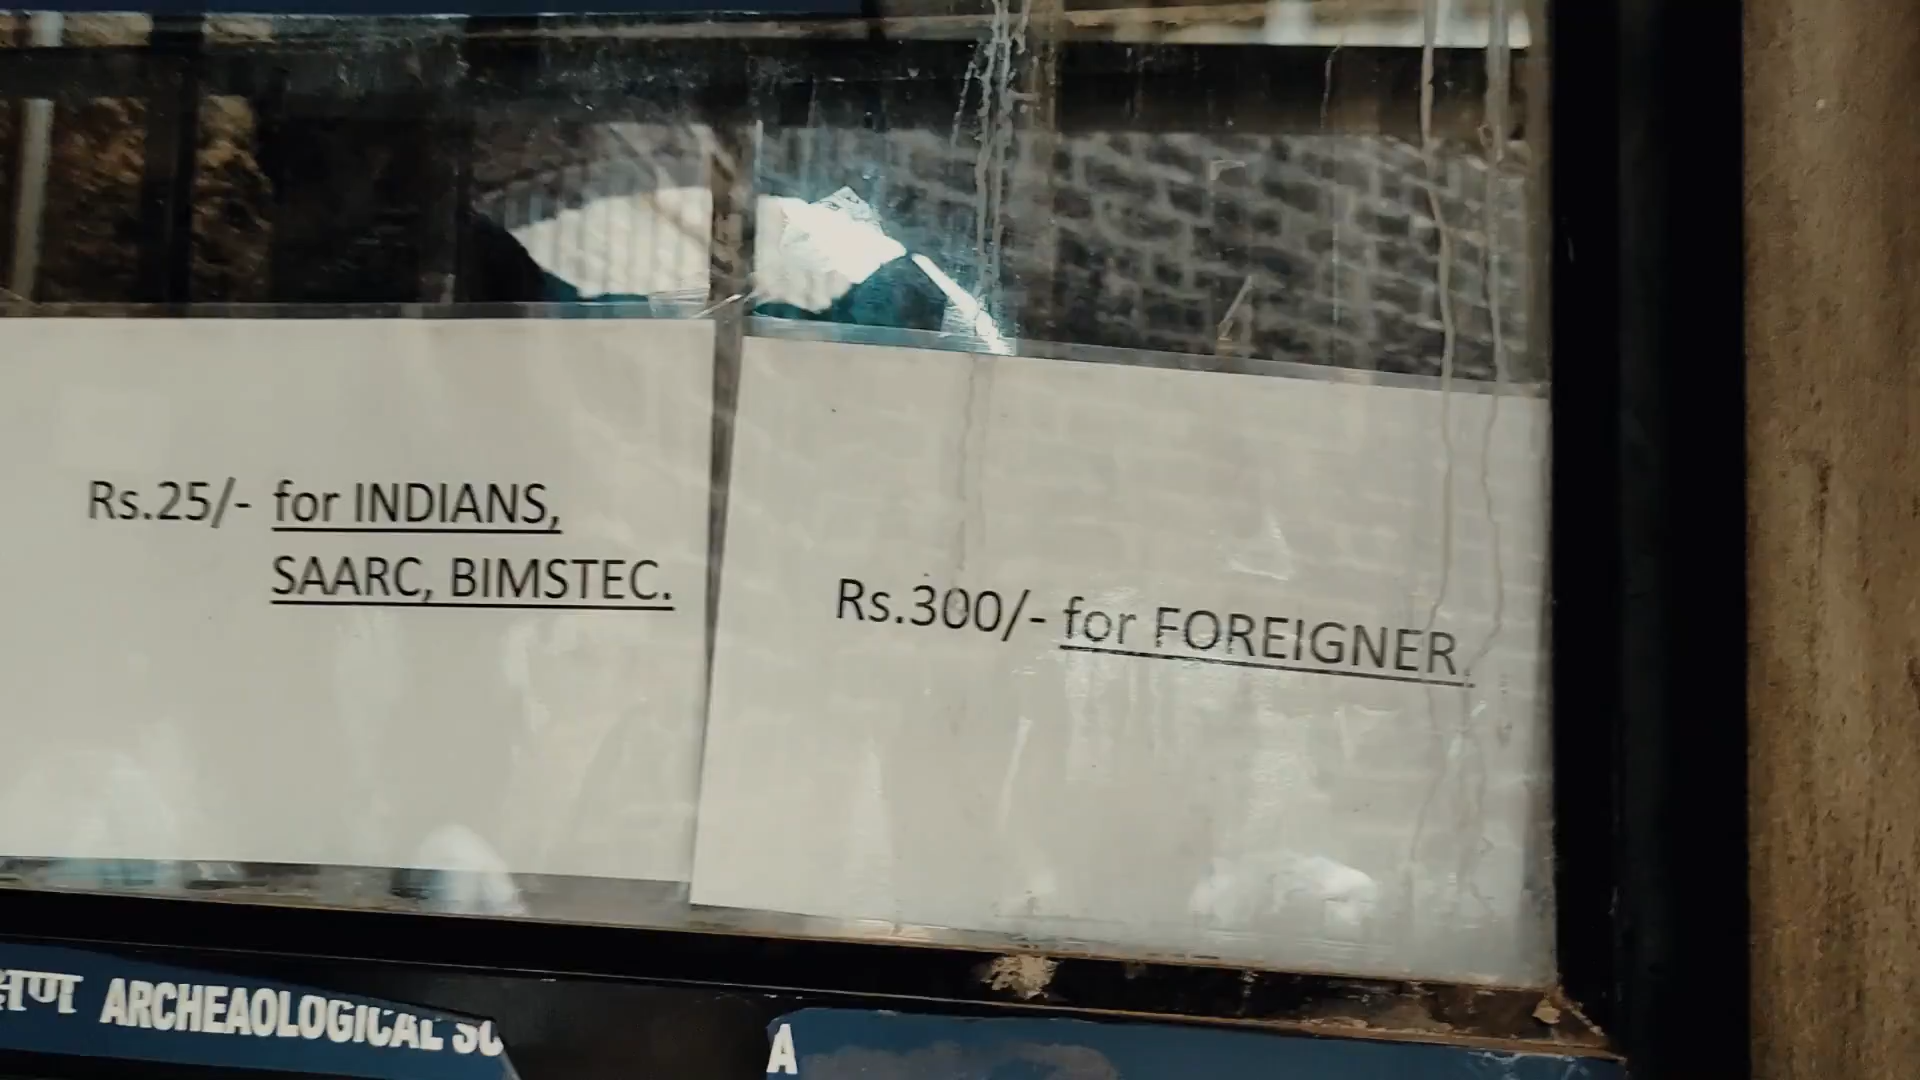 Rs.25/- for INDIANS,
SAARC, BIMSTEC.
Rs.300/- for FOREIGNER.
ARCHEAOLOGICAL
A